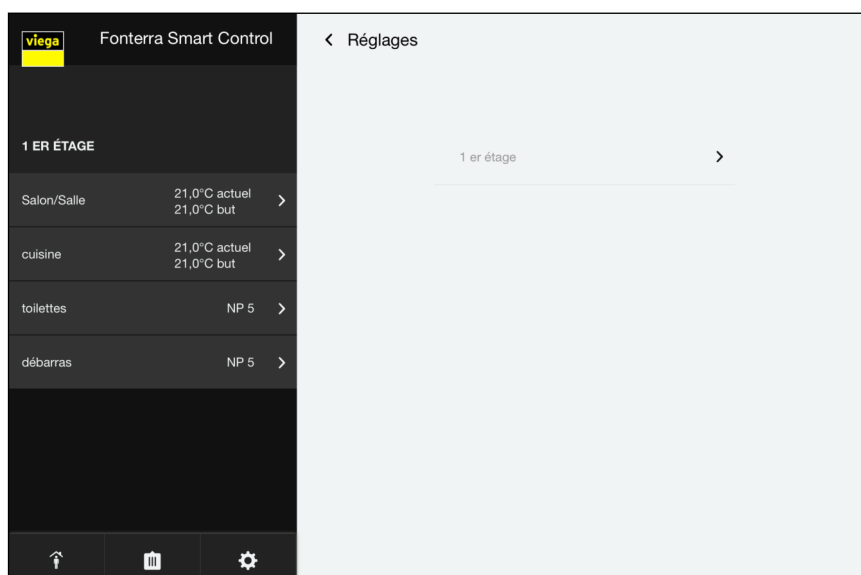 viega
Fonterra Smart Control
1 ER ÉTAGE
Salon/Salle
21,0°C actuel
21,0°C but
cuisine
21,0°C actuel
21,0°C but
toilettes
NP 5
débarras
NP 5
Réglages
1 er étage